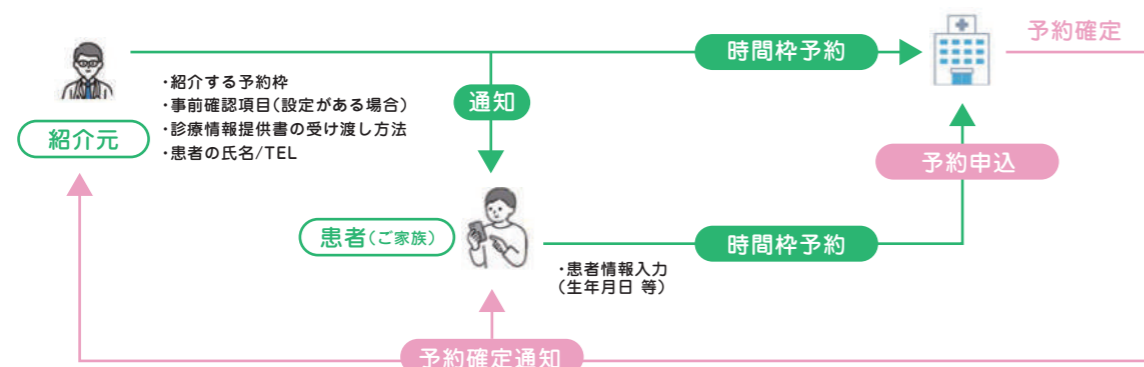 予約確定
時間枠予約
・紹介する予約枠
・事前確認項目(設定がある場合)
・診療情報提供書の受け渡し方法
・患者の氏名/TEL
紹介元
通知
予約申込
患者(ご家族)
時間枠予約
・患者情報入力
(生年月日 等)
予約確定通知